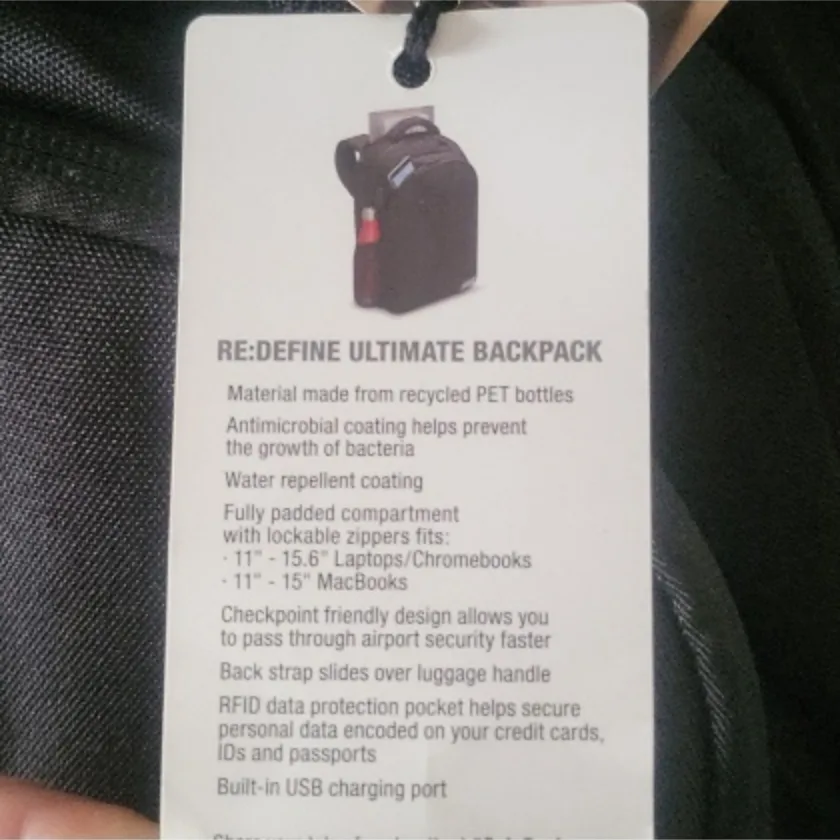 RE:DEFINE ULTIMATE BACKPACK
Material made from recycled PET bottles
Antimicrobial coating helps prevent
the growth of bacteria
Water repellent coating
Fully padded compartment
with lockable zippers fits:
· 11" - 15.6" Laptops/Chromebooks
· 11" - 15" MacBooks
Checkpoint friendly design allows you
to pass through airport security faster
Back strap slides over luggage handle
RFID data protection pocket helps secure
personal data encoded on your credit cards,
IDs and passports
Built-in USB charging port